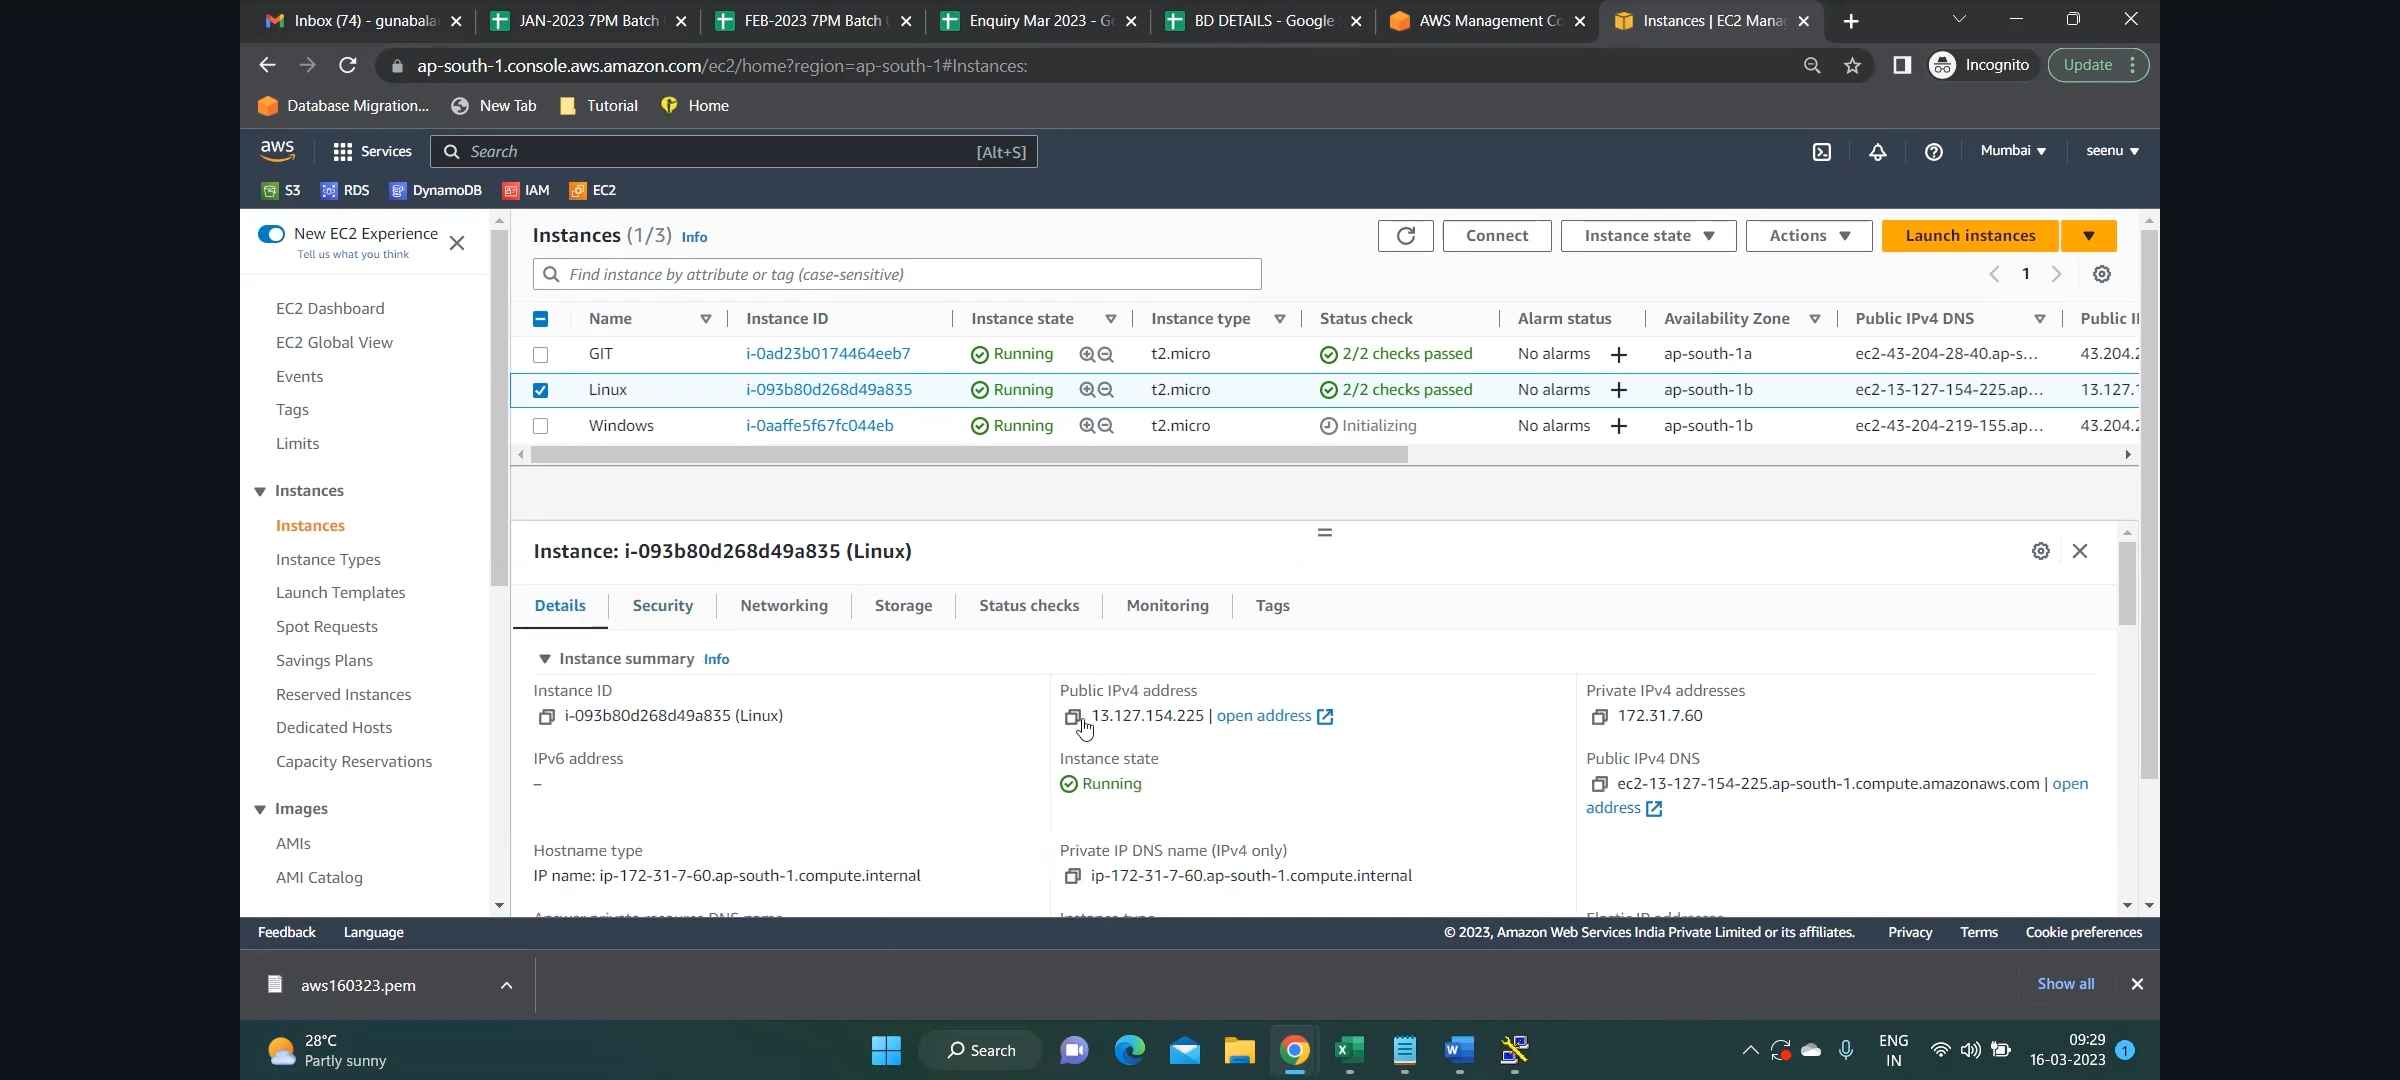 Inbox (74) - gunabala
JAN-2023 7PM Batch
FEB-2023 7PM Batch
Enquiry Mar 2023 - G
BD DETAILS - Google
AWS Management Co
Instances | EC2 Mana
ap-south-1.console.aws.amazon.com/ec2/home?region=ap-south-1#Instances:
Incognito
Update
Database Migration...
New Tab
Tutorial
Home
aws
Services
Search
[Alt+S]
Mumbai
seenu
S3
RDS
DynamoDB
IAM
EC2
New EC2 Experience
Tell us what you think
EC2 Dashboard
EC2 Global View
Events
Tags
Limits
Instances
Instances
Instance Types
Launch Templates
Spot Requests
Savings Plans
Reserved Instances
Dedicated Hosts
Capacity Reservations
Images
AMIs
AMI Catalog
Instances (1/3) Info
Connect
Instance state
Actions
Launch instances
Find instance by attribute or tag (case-sensitive)
1
Name Instance ID Instance state Instance type Status check Alarm status Availability Zone Public IPv4 DNS Public I
GIT i-0ad23b0174464eeb7 Running t2.micro 2/2 checks passed No alarms + ap-south-1a ec2-43-204-28-40.ap-s... 43.204.
Linux i-093b80d268d49a835 Running t2.micro 2/2 checks passed No alarms + ap-south-1b ec2-13-127-154-225.ap... 13.127.
Windows i-0aaffe5f67fc044eb Running t2.micro Initializing No alarms + ap-south-1b ec2-43-204-219-155.ap... 43.204.
Instance: i-093b80d268d49a835 (Linux)
Details
Security
Networking
Storage
Status checks
Monitoring
Tags
Instance summary Info
Instance ID
i-093b80d268d49a835 (Linux)
Public IPv4 address
13.127.154.225 | open address
Private IPv4 addresses
172.31.7.60
IPv6 address
–
Instance state
Running
Public IPv4 DNS
ec2-13-127-154-225.ap-south-1.compute.amazonaws.com | open
address
Hostname type
IP name: ip-172-31-7-60.ap-south-1.compute.internal
Private IP DNS name (IPv4 only)
ip-172-31-7-60.ap-south-1.compute.internal
Feedback
Language
© 2023, Amazon Web Services India Private Limited or its affiliates.
Privacy
Terms
Cookie preferences
aws160323.pem
Show all
28°C
Partly sunny
Search
ENG
IN
09:29
16-03-2023
1